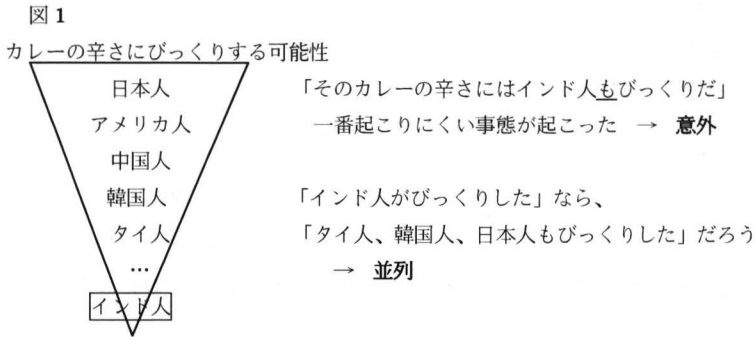 図1
カレーの辛さにびっくりする可能性
日本人
アメリカ人
中国人
韓国人
タイ人
…
インド人
「そのカレーの辛さにはインド人もびっくりだ」
一番起こりにくい事態が起こった → 意外
「インド人がびっくりした」なら、
「タイ人、韓国人、日本人もびっくりした」だろう
→ 並列